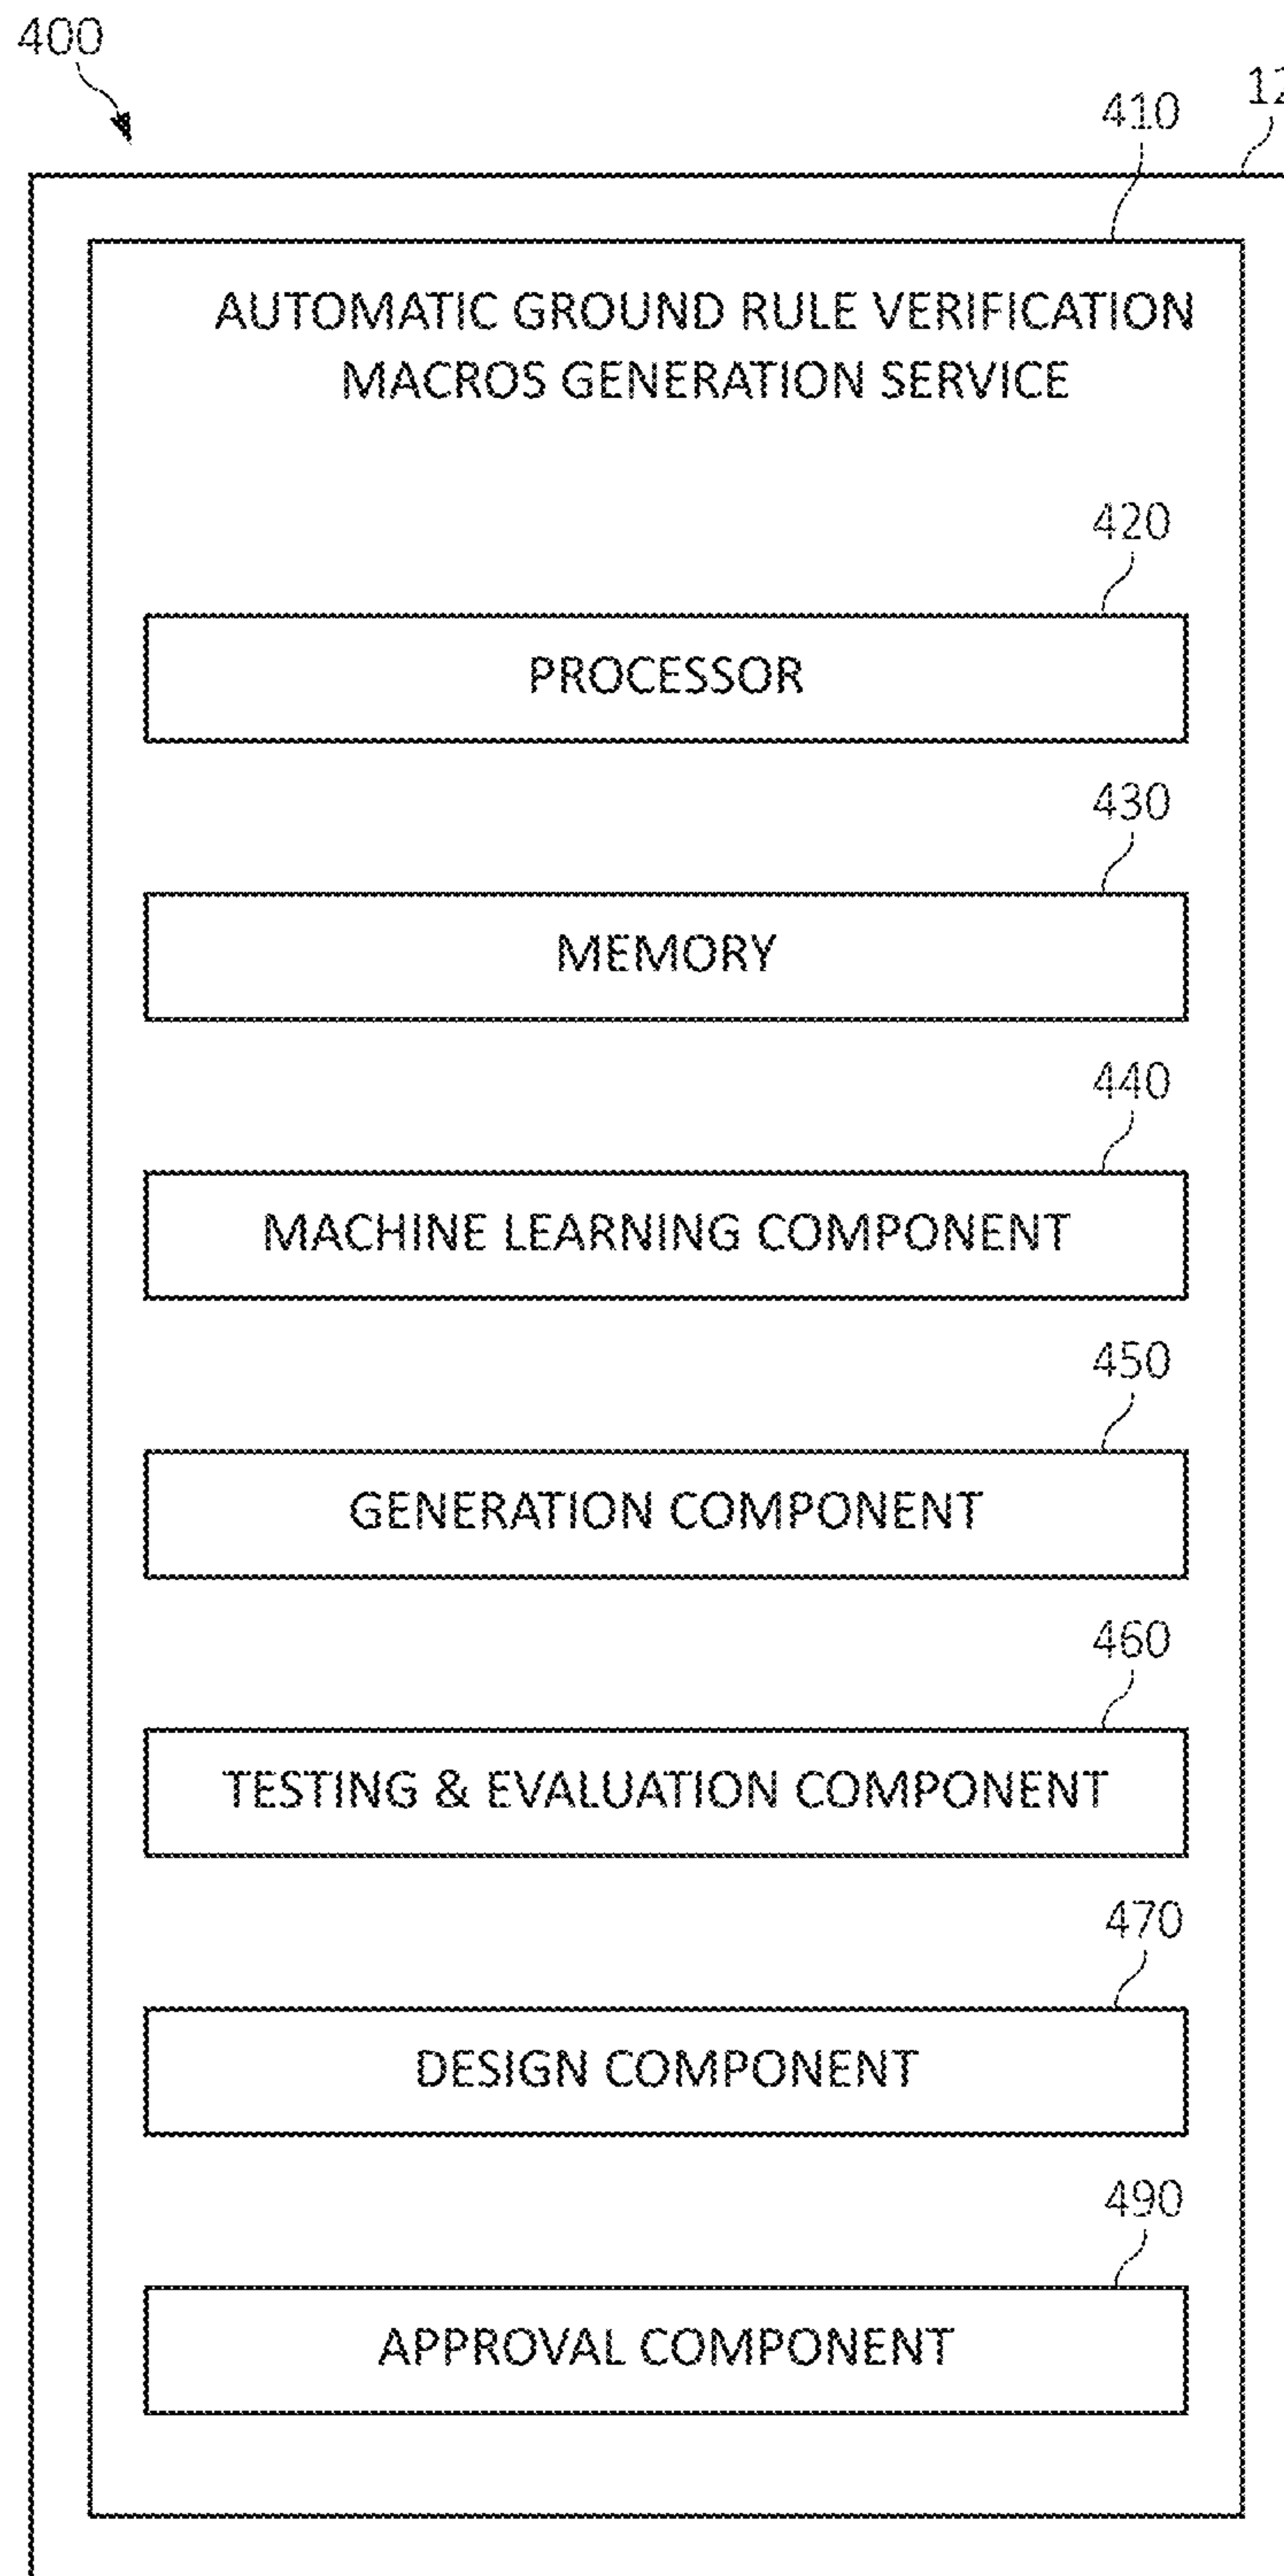 400
410
AUTOMATIC GROUND RULE VERIFICATION
MACROS GENERATION SERVICE
420
PROCESSOR
430
MEMORY
440
MACHINE LEARNING COMPONENT
450
GENERATION COMPONENT
460
TESTING & EVALUATION COMPONENT
470
DESIGN COMPONENT
490
APPROVAL COMPONENT